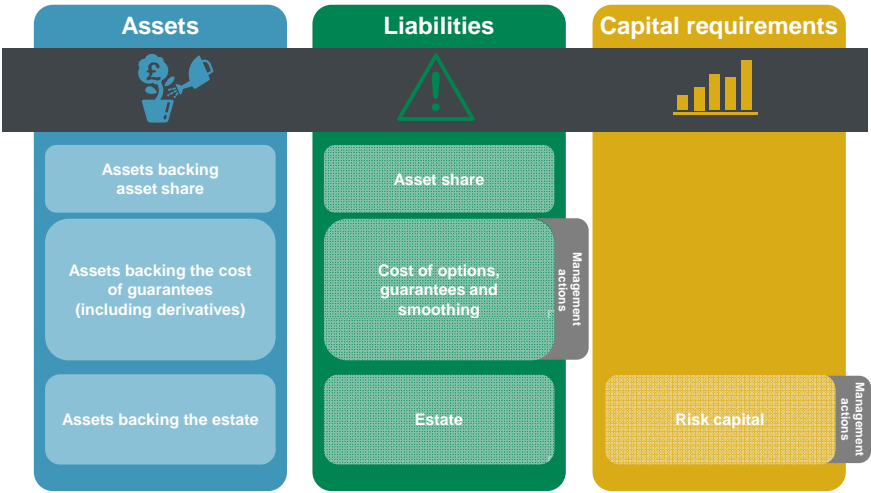 Assets
Liabilities
Capital requirements
£
Assets backing
asset share
Asset share
Assets backing the cost
of guarantees
(including derivatives)
Cost of options,
guarantees and
smoothing
Management
actions
Assets backing the estate
Estate
Risk capital
Management
actions